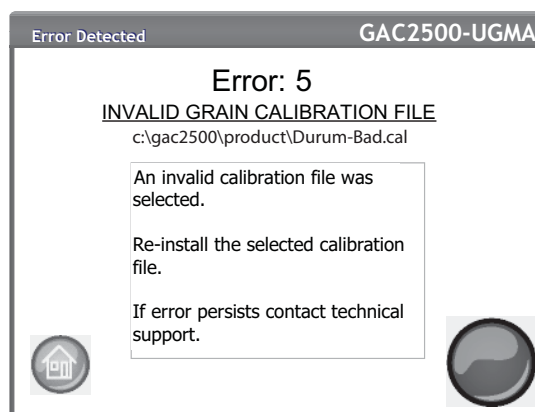 Error Detected
GAC2500-UGMA
Error: 5
INVALID GRAIN CALIBRATION FILE
c:\gac2500\product\Durum-Bad.cal
An invalid calibration file was
selected.
Re-install the selected calibration
file.
If error persists contact technical
support.